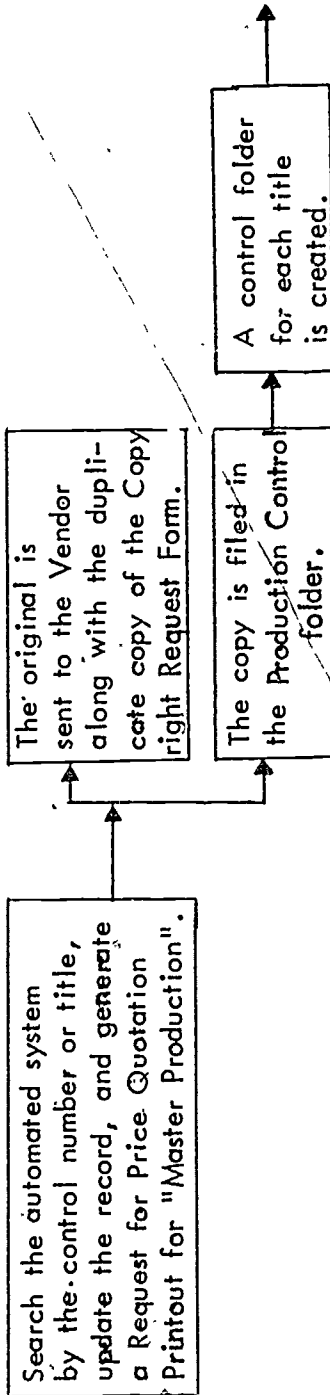 Search the automated system
by the control number or title,
update the record, and generate
a Request for Price Quotation
Printout for "Master Production".
The original is
sent to the Vendor
along with the dupli-
cate copy of the Copy
right Request Form.
The copy is filed in
the Production Control
folder.
A control folder
for each title
is created.